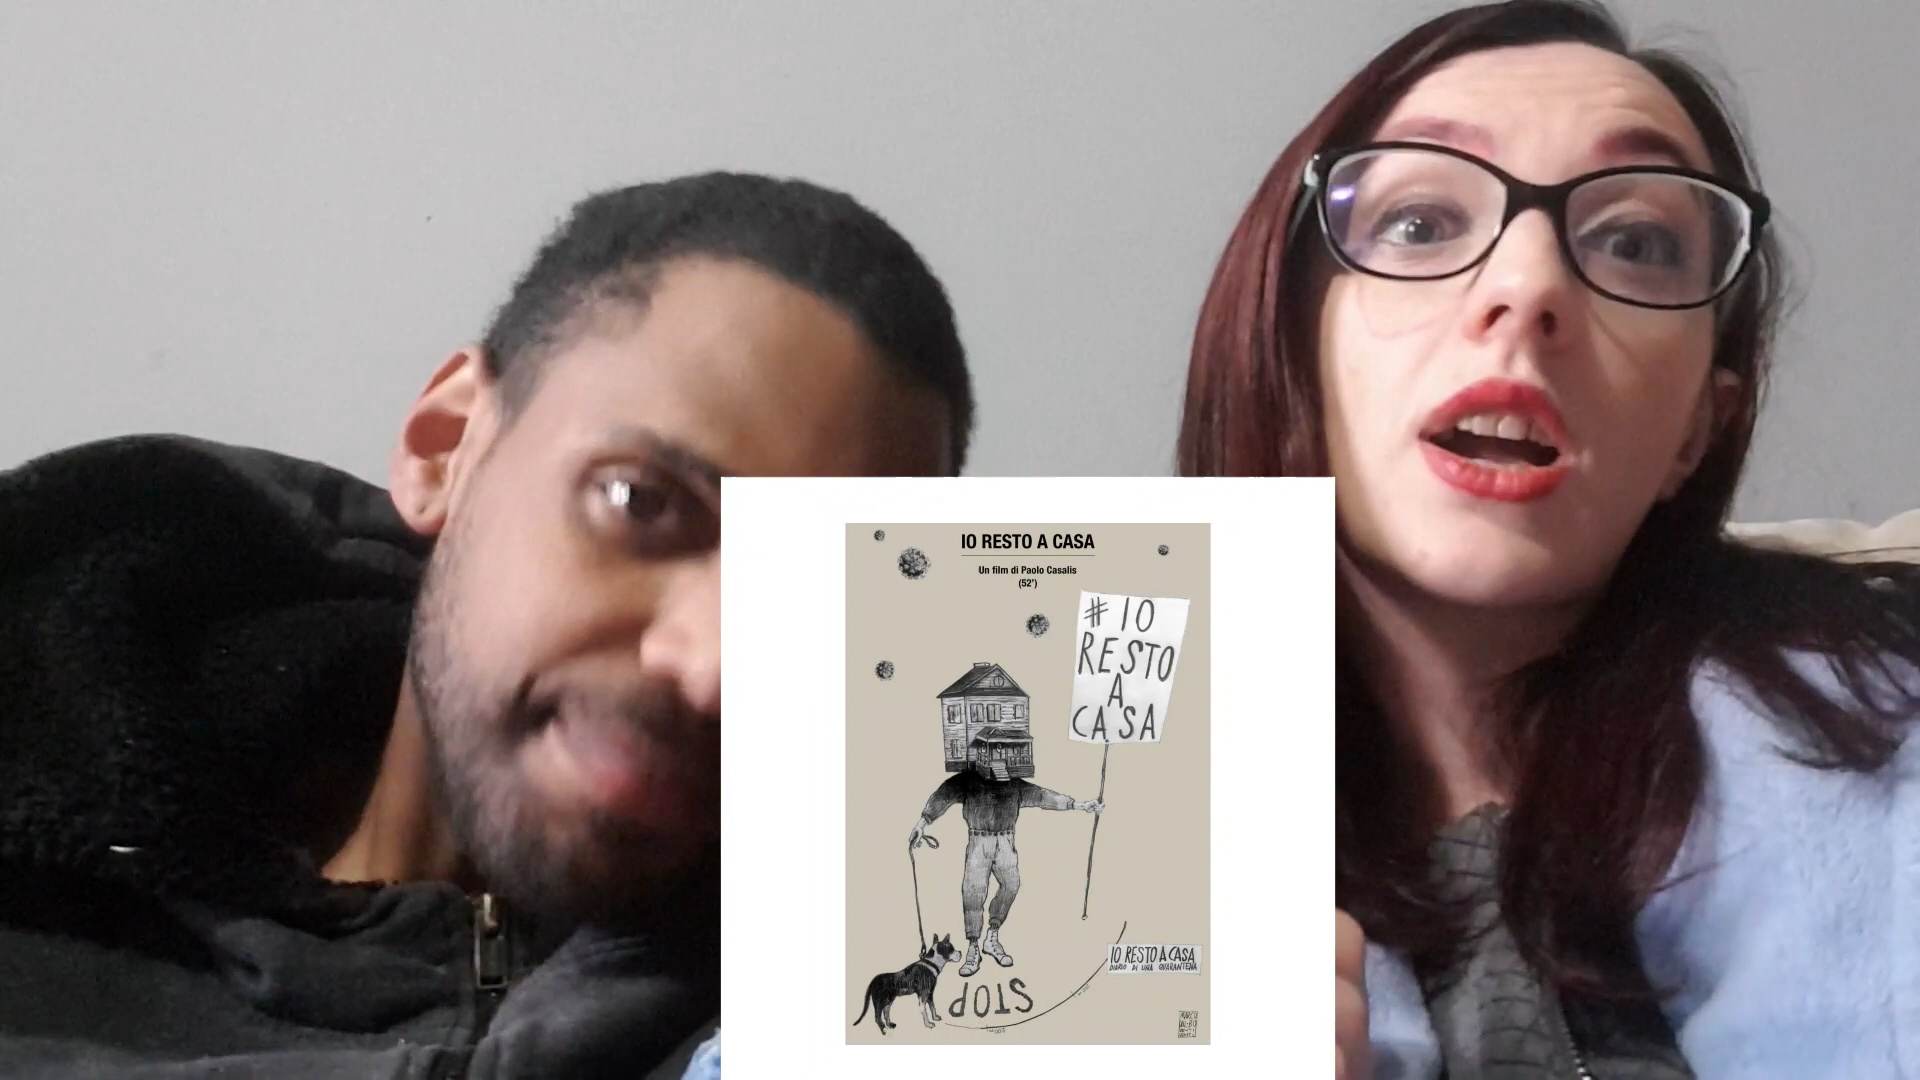 IO RESTO A CASA
Un film di Paolo Casalis
(52')
# IO
RESTO
A
CASA
IO RESTO A CASA
DIARIO DI UNA QUARANTENA
STOP